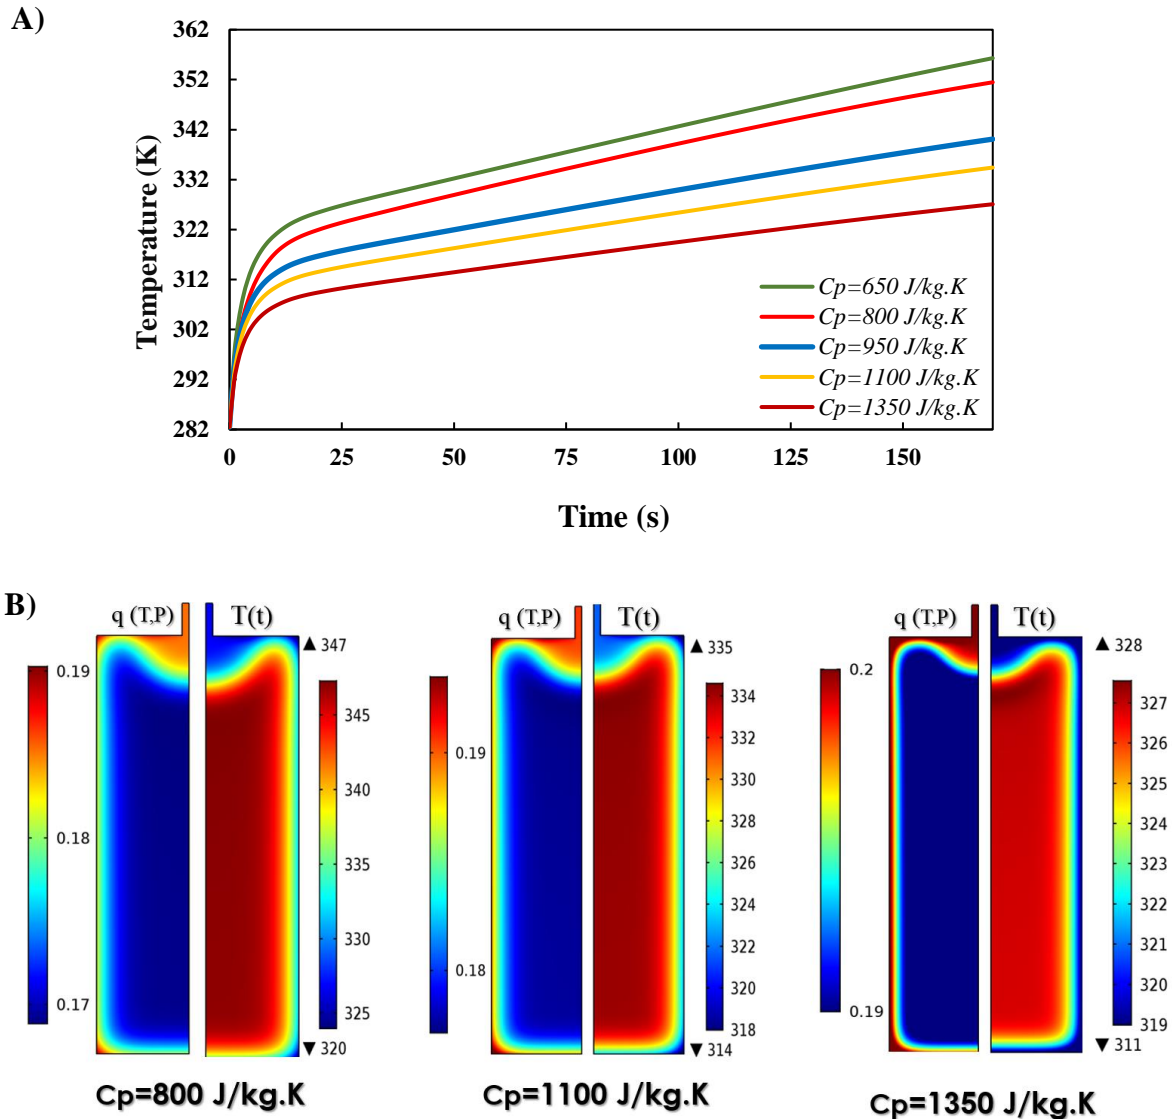 A)
362
352
342
332
322
312
302
292
282
Temperature (K)
Cp=650 J/kg.K
Cp=800 J/kg.K
Cp=950 J/kg.K
Cp=1100 J/kg.K
Cp=1350 J/kg.K
0 25 50 75 100 125 150
Time (s)
B)
q (T,P) T(t)
▲ 347
0.19
0.18
0.17
345
340
335
330
325
▼ 320
Cp=800 J/kg.K
q (T,P) T(t)
▲ 335
0.19
0.18
334
332
330
328
326
324
322
320
318
▼ 314
Cp=1100 J/kg.K
q (T,P) T(t)
▲ 328
0.2
0.19
327
326
325
324
323
322
321
320
319
▼ 311
Cp=1350 J/kg.K